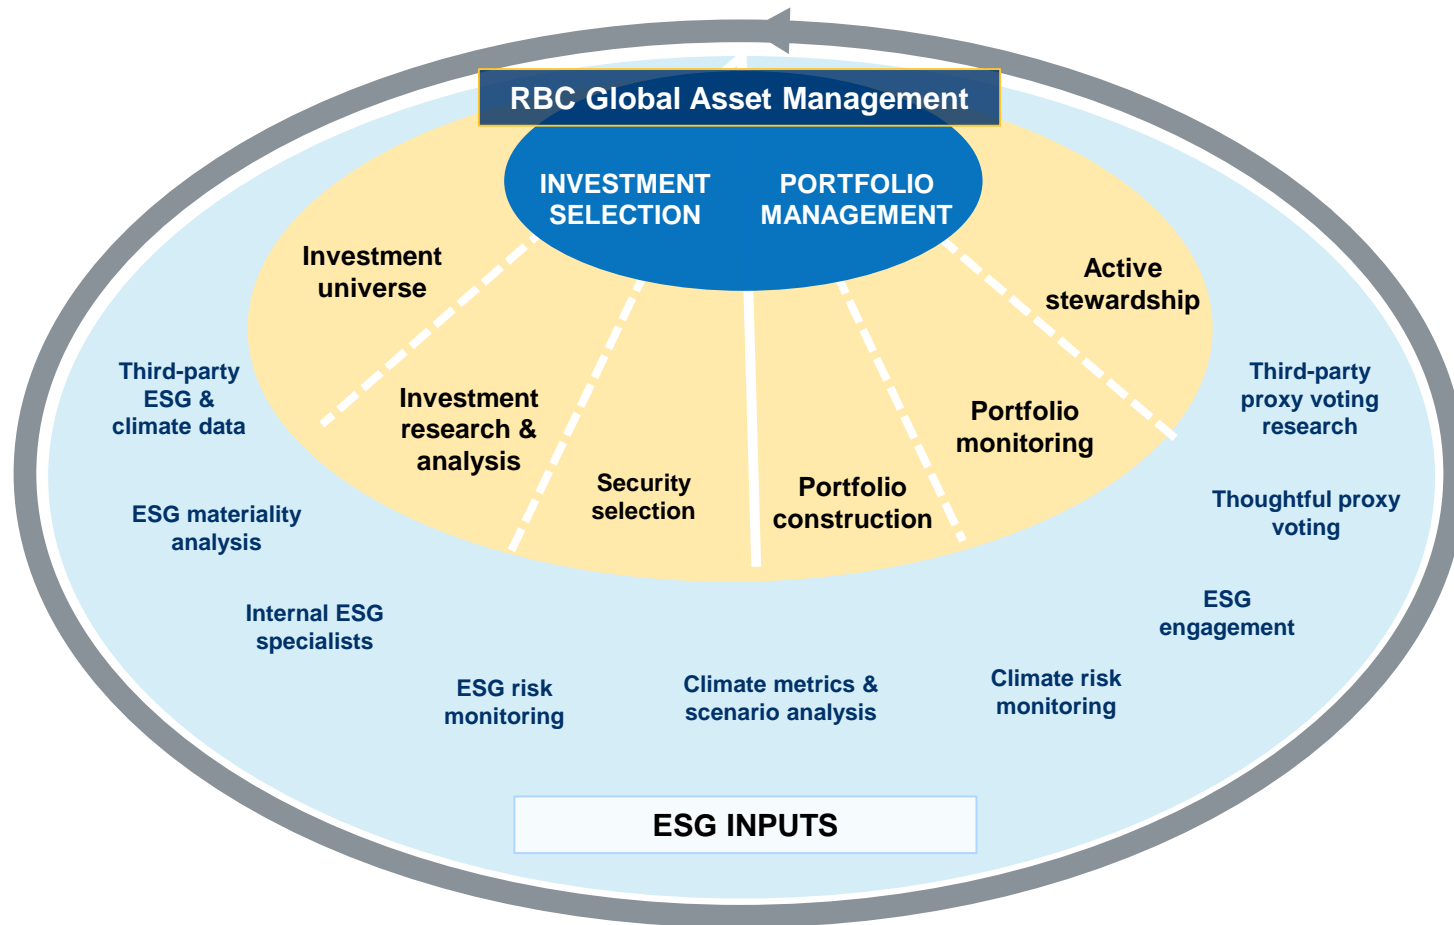 RBC Global Asset Management
INVESTMENT
SELECTION
PORTFOLIO
MANAGEMENT
Investment
universe
Investment
research &
analysis
Security
selection
Portfolio
construction
Portfolio
monitoring
Active
stewardship
Third-party
ESG &
climate data
ESG materiality
analysis
Internal ESG
specialists
ESG risk
monitoring
Climate metrics &
scenario analysis
Climate risk
monitoring
ESG
engagement
Thoughtful proxy
voting
Third-party
proxy voting
research
ESG INPUTS